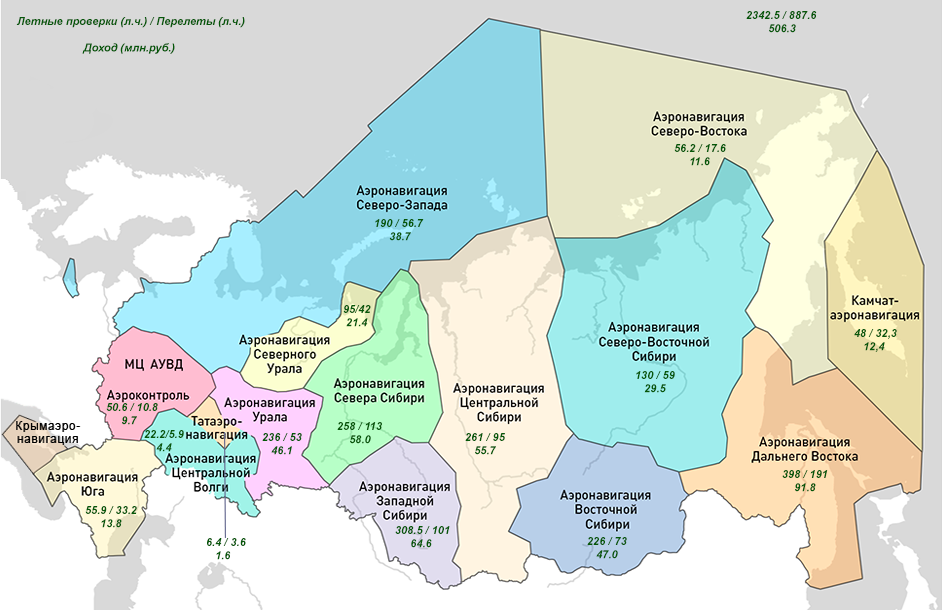 Летные проверки (л.ч.) / Перелеты (л.ч.)
Доход (млн.руб.)
2342.5 / 887.6
506.3
Аэронавигация
Северо-Востока
56.2 / 17.6
11.6
Аэронавигация
Северо-Запада
190 / 56.7
38.7
95/42
21.4
Аэронавигация
Северного
Урала
Камчат-
аэронавигация
48 / 32,3
12,4
Аэронавигация
Северо-Восточной
Сибири
130 / 59
29.5
МЦ АУВД
Аэроконтроль
50.6 / 10.8
9.7
Аэронавигация
Севера Сибири
258 / 113
58.0
Аэронавигация
Центральной
Сибири
261 / 95
55.7
Аэронавигация
Урала
236 / 53
46.1
Татаэро-
навигация
Крымаэро-
навигация
22.2/5.9
4.4
Аэронавигация
Центральной
Волги
Аэронавигация
Дальнего Востока
398 / 191
91.8
Аэронавигация
Юга
55.9 / 33.2
13.8
Аэронавигация
Западной
Сибири
308.5 / 101
64.6
Аэронавигация
Восточной
Сибири
226 / 73
47.0
6.4 / 3.6
1.6